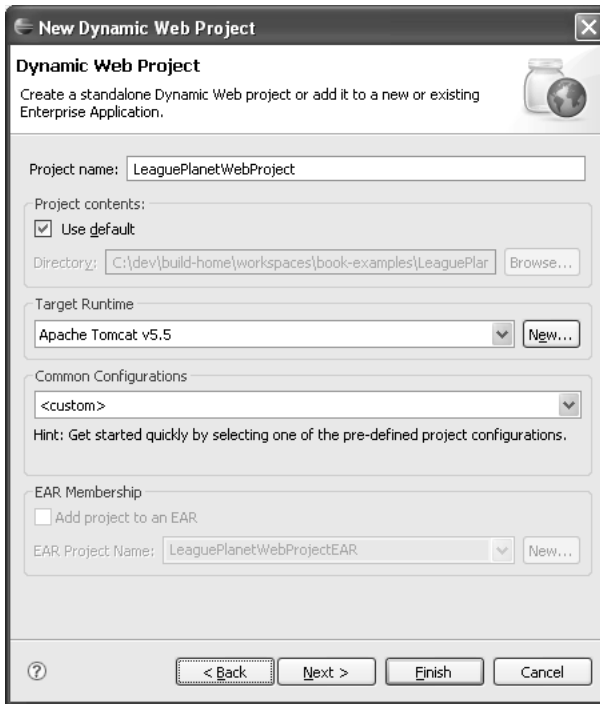 New Dynamic Web Project
Dynamic Web Project
Create a standalone Dynamic Web project or add it to a new or existing
Enterprise Application.
Project name: LeaguePlanetWebProject
Project contents:
Use default
Directory: C:\dev\build-home\workspaces\book-examples\LeaguePlar Browse...
Target Runtime
Apache Tomcat v5.5 New...
Common Configurations
<custom>
Hint: Get started quickly by selecting one of the pre-defined project configurations.
EAR Membership
Add project to an EAR
EAR Project Name: LeaguePlanetWebProjectEAR New...
? < Back Next > Finish Cancel